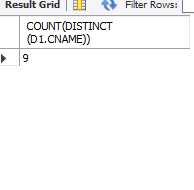 Result Grid Filter Rows:
COUNT(DISTINCT
(D1.CNAME))
9